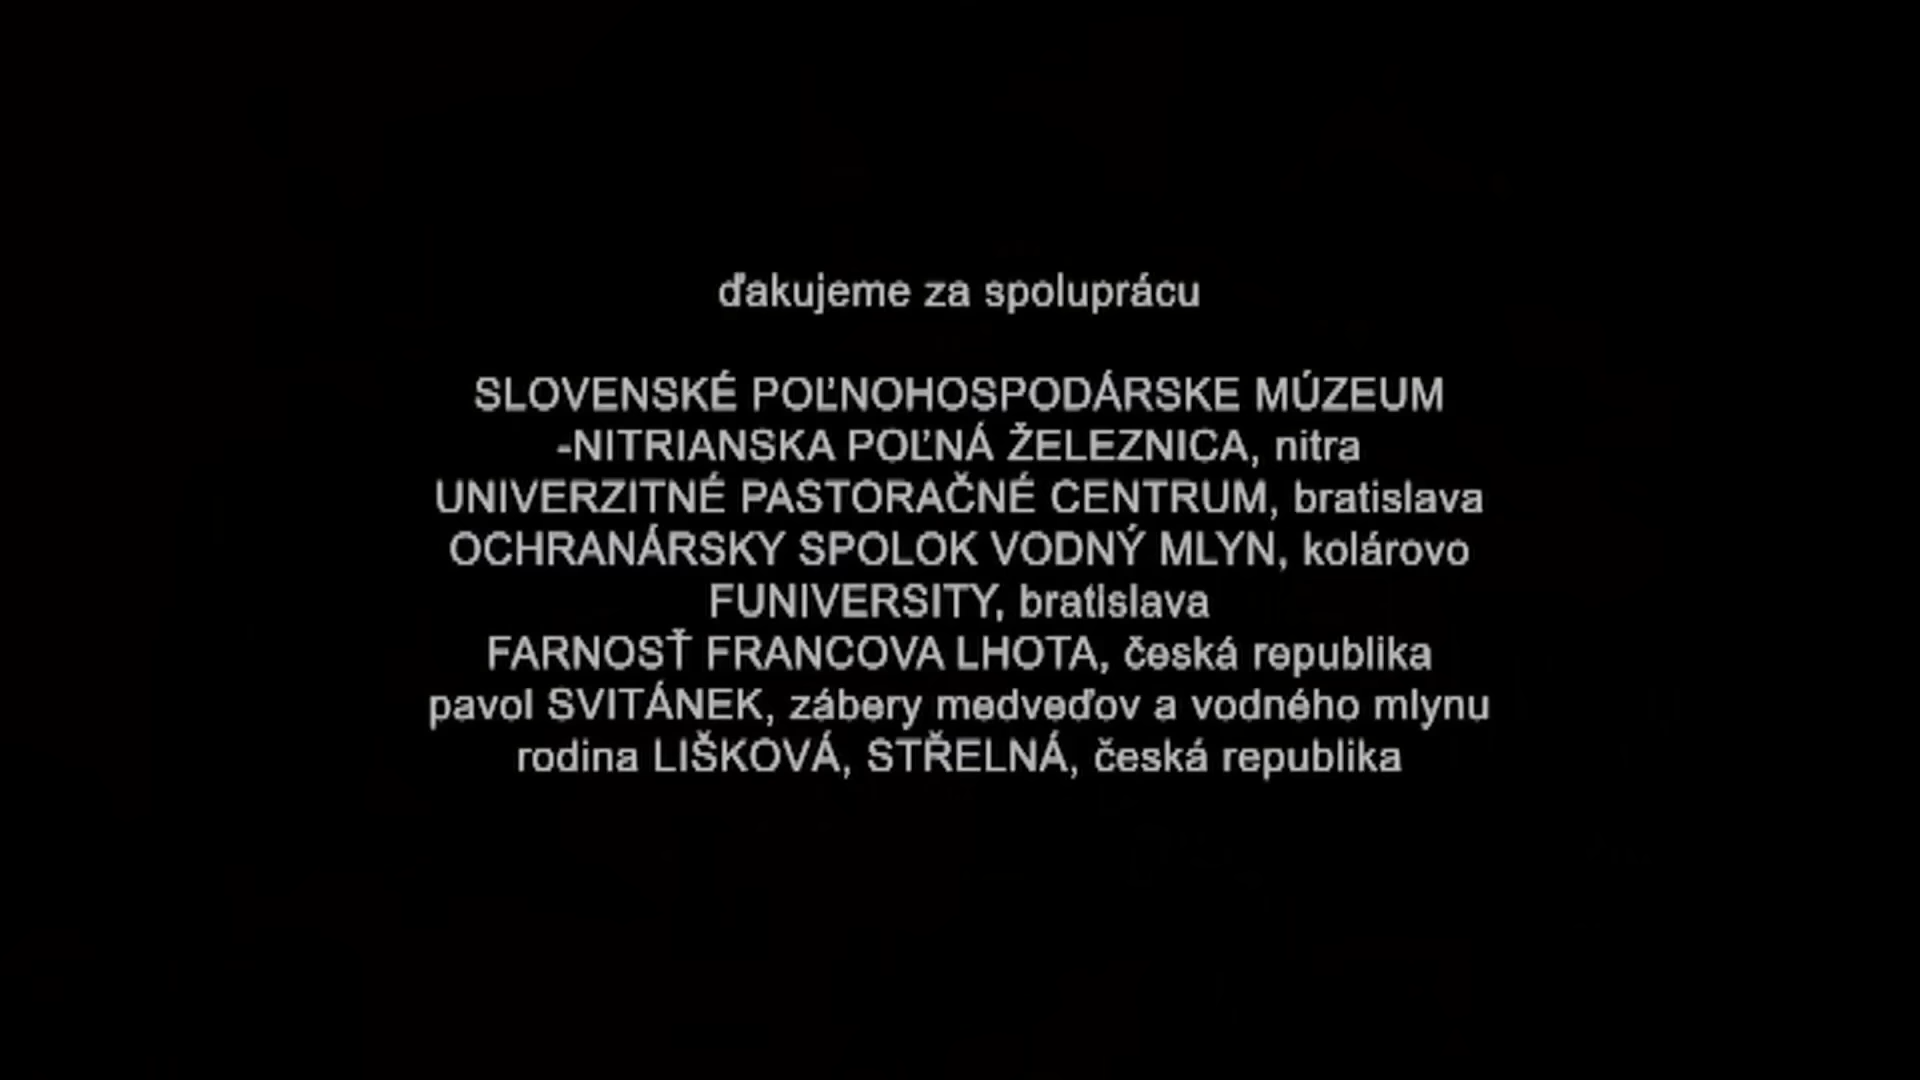 ďakujeme za spoluprácu
SLOVENSKÉ POĽNOHOSPODÁRSKE MÚZEUM
-NITRIANSKA POĽNÁ ŽELEZNICA, nitra
UNIVERZITNÉ PASTORAČNÉ CENTRUM, bratislava
OCHRANÁRSKY SPOLOK VODNÝ MLYN, kolárovo
FUNIVERSITY, bratislava
FARNOSŤ FRANCOVA LHOTA, česká republika
pavol SVITÁNEK, zábery medveďov a vodného mlynu
rodina LIŠKOVÁ, STŘELNÁ, česká republika